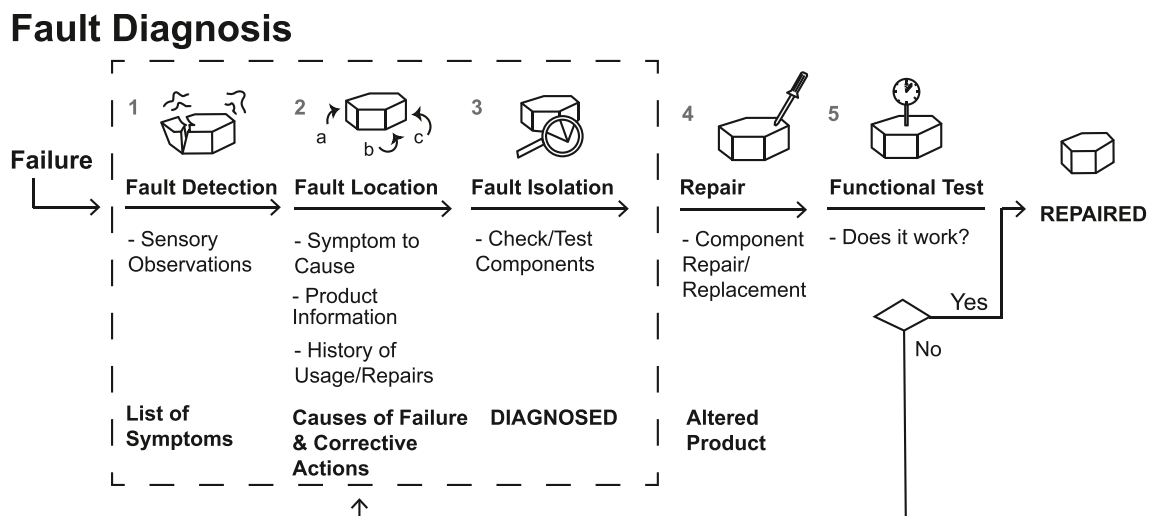 Fault Diagnosis
Failure
1
Fault Detection
- Sensory
Observations
List of
Symptoms
2
a
b
c
Fault Location
- Symptom to
Cause
- Product
Information
- History of
Usage/Repairs
Causes of Failure
& Corrective
Actions
3
Fault Isolation
- Check/Test
Components
DIAGNOSED
4
Repair
- Component
Repair/
Replacement
Altered
Product
5
Functional Test
- Does it work?
Yes
No
REPAIRED